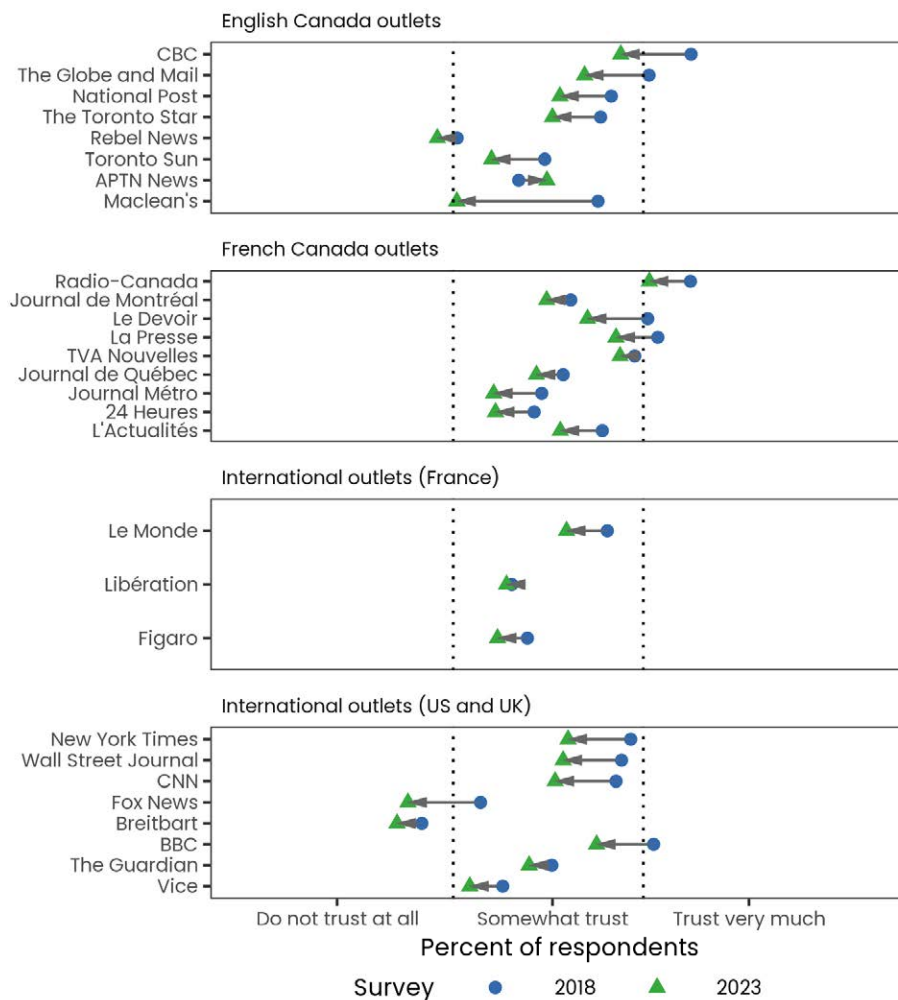 English Canada outlets
CBC
The Globe and Mail
National Post
The Toronto Star
Rebel News
Toronto Sun
APTN News
Maclean's
French Canada outlets
Radio-Canada
Journal de Montréal
Le Devoir
La Presse
TVA Nouvelles
Journal de Québec
Journal Métro
24 Heures
L'Actualités
International outlets (France)
Le Monde
Libération
Figaro
International outlets (US and UK)
New York Times
Wall Street Journal
CNN
Fox News
Breitbart
BBC
The Guardian
Vice
Do not trust at all Somewhat trust Trust very much
Percent of respondents
Survey 2018 2023